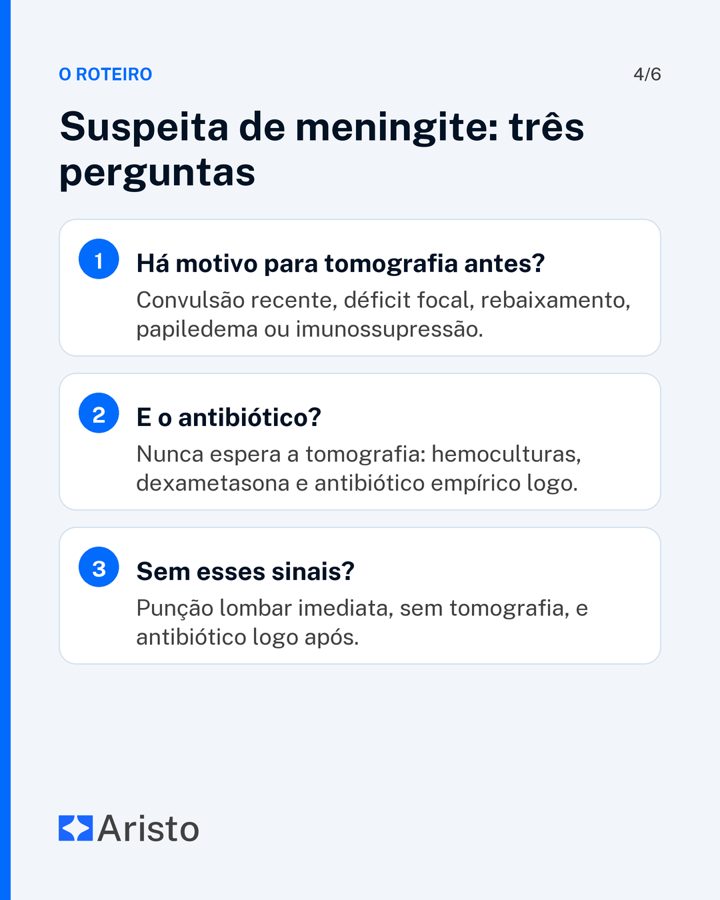 O ROTEIRO
4/6
Suspeita de meningite: três
perguntas
1
Há motivo para tomografia antes?
Convulsão recente, déficit focal, rebaixamento,
papiledema ou imunossupressão.
2
E o antibiótico?
Nunca espera a tomografia: hemoculturas,
dexametasona e antibiótico empírico logo.
3
Sem esses sinais?
Punção lombar imediata, sem tomografia, e
antibiótico logo após.
Aristo